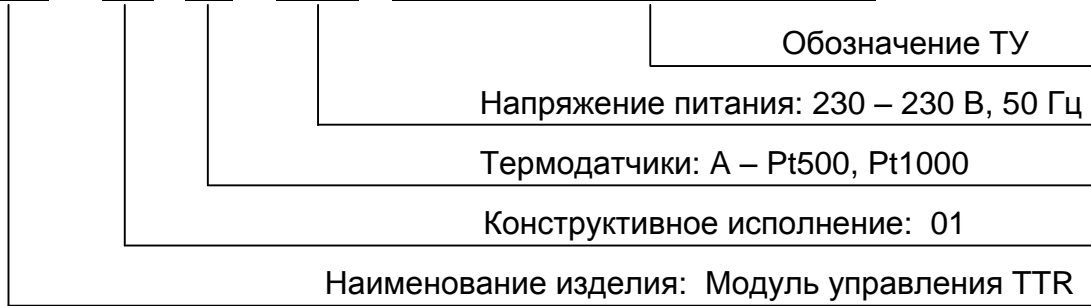 Обозначение ТУ
Напряжение питания: 230 – 230 В, 50 Гц
Термодатчики: А – Pt500, Pt1000
Конструктивное исполнение: 01
Наименование изделия: Модуль управления TTR